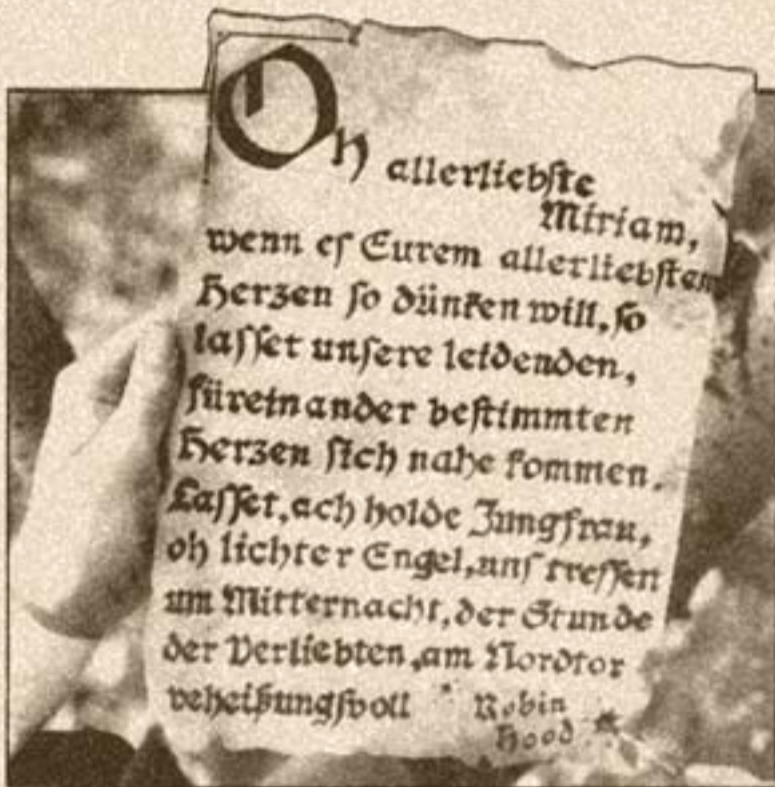 Oh allerliebste
Miriam,
wenn eſ Eurem allerliebſten
Herzen ſo dünken will, ſo
laſſet unſere leidenden,
füreinander beſtimmten
Herzen ſich nahe kommen.
Laſſet, ach holde Jungfrau,
oh lichter Engel, unſ treffen
um Mitternacht, der Stunde
der Verliebten, am Nordtor
veheißungſvoll
Robin
Hood